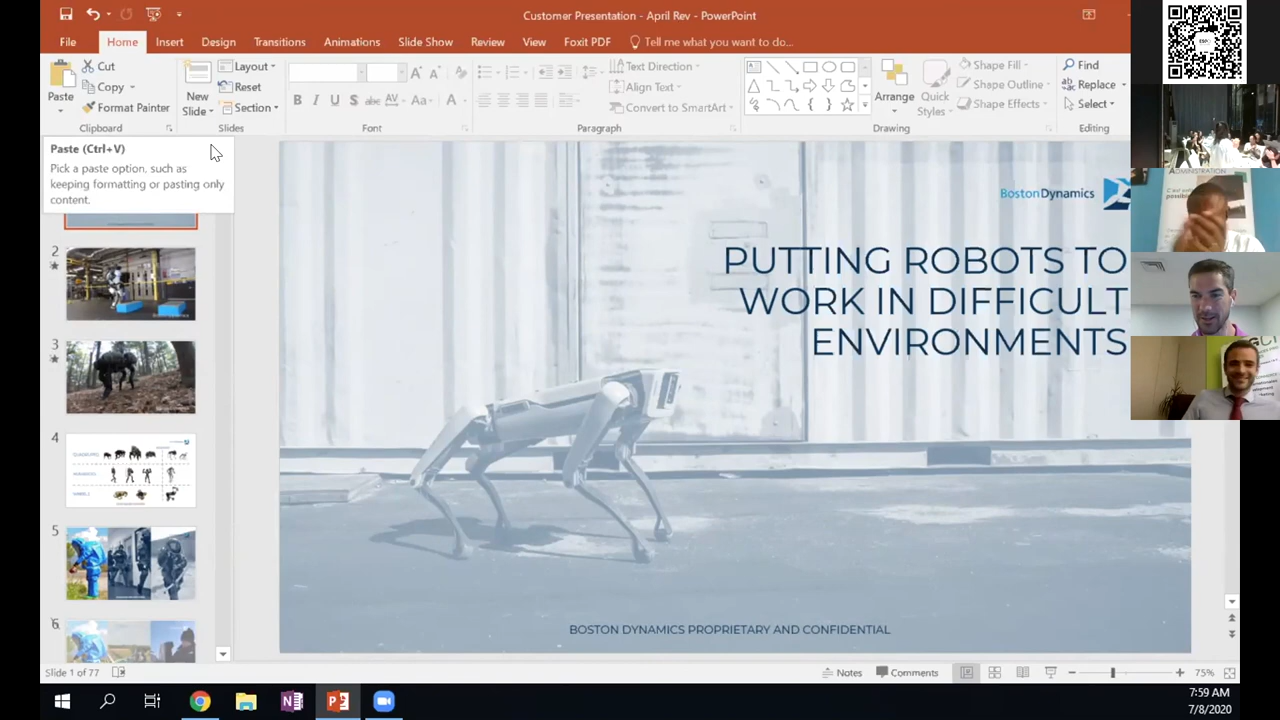 Customer Presentation - April Rev - PowerPoint
File Home Insert Design Transitions Animations Slide Show Review View Foxit PDF Tell me what you want to do...
Paste
Cut
Copy
Format Painter
Clipboard
New
Slide
Layout
Reset
Section
Slides
B I U S abc AV Aa A
Font
Text Direction
Align Text
Convert to SmartArt
Paragraph
Arrange
Quick
Styles
Shape Fill
Shape Outline
Shape Effects
Drawing
Find
Replace
Select
Editing
Paste (Ctrl+V)
Pick a paste option, such as
keeping formatting or pasting only
content.
2
3
4
5
6
BostonDynamics
PUTTING ROBOTS TO
WORK IN DIFFICULT
ENVIRONMENTS
BOSTON DYNAMICS PROPRIETARY AND CONFIDENTIAL
ADMINISTRATION
Slide 1 of 77
Notes Comments 75%
7:59 AM
7/8/2020